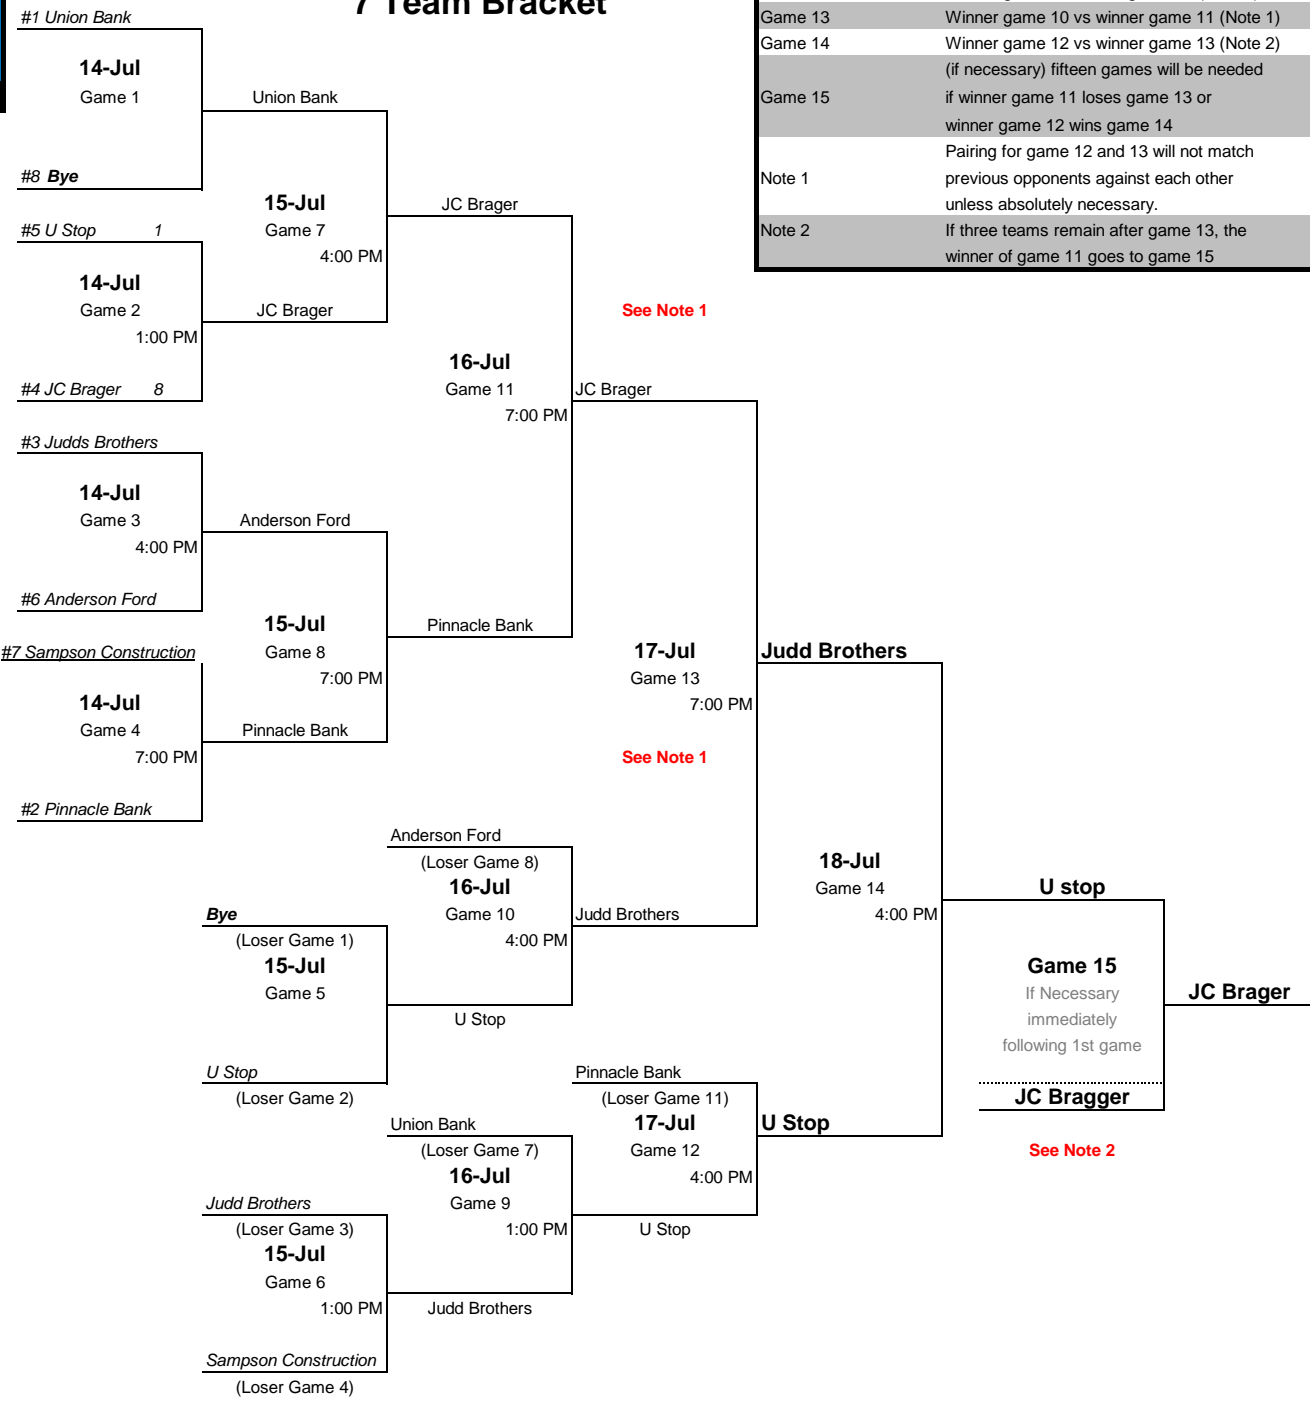 7 Team Bracket
#1 Union Bank
14-Jul
Game 1
Union Bank
#8 Bye
#5 U Stop 1
14-Jul
Game 2
1:00 PM
#4 JC Brager 8
15-Jul
Game 7
4:00 PM
JC Brager
JC Brager
Game 13 Winner game 10 vs winner game 11 (Note 1)
Game 14 Winner game 12 vs winner game 13 (Note 2)
(if necessary) fifteen games will be needed
Game 15 if winner game 11 loses game 13 or
winner game 12 wins game 14
Pairing for game 12 and 13 will not match
Note 1 previous opponents against each other
unless absolutely necessary.
Note 2 If three teams remain after game 13, the
winner of game 11 goes to game 15
See Note 1
16-Jul
Game 11
7:00 PM
JC Brager
#3 Judds Brothers
14-Jul
Game 3
4:00 PM
Anderson Ford
#6 Anderson Ford
15-Jul
Game 8
7:00 PM
Pinnacle Bank
#7 Sampson Construction
14-Jul
Game 4
7:00 PM
Pinnacle Bank
#2 Pinnacle Bank
17-Jul
Game 13
7:00 PM
Judd Brothers
See Note 1
Anderson Ford
(Loser Game 8)
16-Jul
Game 10
4:00 PM
Judd Brothers
Bye
(Loser Game 1)
15-Jul
Game 5
U Stop
U Stop
(Loser Game 2)
18-Jul
Game 14
4:00 PM
U stop
Game 15
If Necessary
immediately
following 1st game
JC Brager
JC Bragger
See Note 2
Pinnacle Bank
(Loser Game 11)
17-Jul
Game 12
4:00 PM
U Stop
Union Bank
(Loser Game 7)
16-Jul
Game 9
1:00 PM
U Stop
Judd Brothers
(Loser Game 3)
15-Jul
Game 6
1:00 PM
Judd Brothers
Sampson Construction
(Loser Game 4)